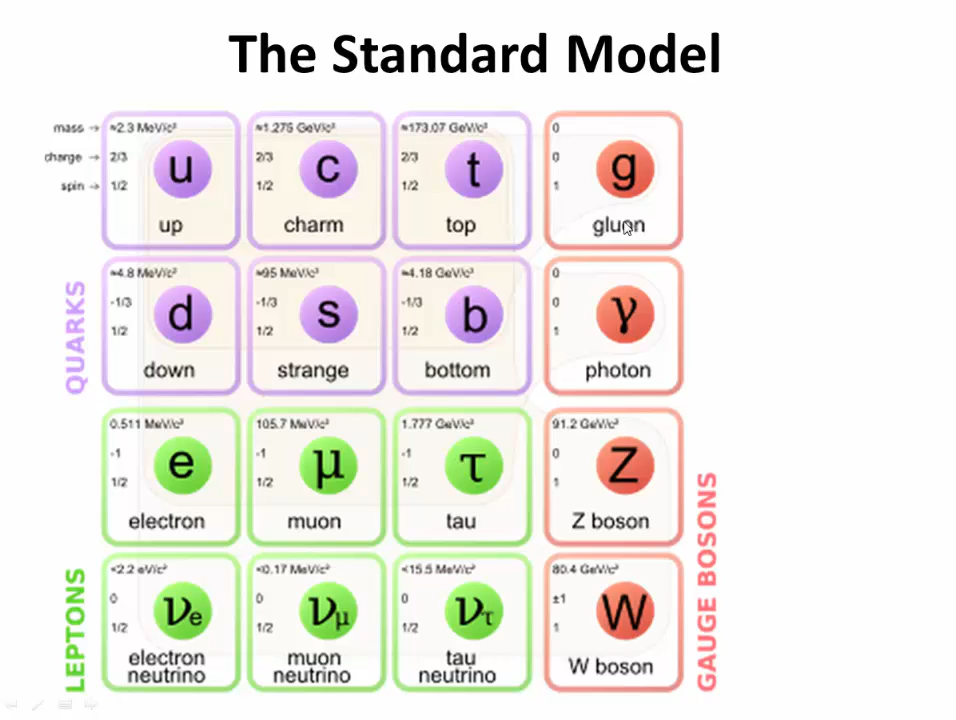 The Standard Model
mass → ≈2.3 MeV/c² ≈1.275 GeV/c² ≈173.07 GeV/c² 0
charge → 2/3 2/3 2/3 0
spin → 1/2 1/2 1/2 1
u c t g
up charm top gluon
≈4.8 MeV/c² ≈95 MeV/c² ≈4.18 GeV/c² 0
-1/3 -1/3 -1/3 0
1/2 1/2 1/2 1
d s b γ
down strange bottom photon
QUARKS
0.511 MeV/c² 105.7 MeV/c² 1.777 GeV/c² 91.2 GeV/c²
-1 -1 -1 0
1/2 1/2 1/2 1
e μ τ Z
electron muon tau Z boson
<2.2 eV/c² <0.17 MeV/c² <15.5 MeV/c² 80.4 GeV/c²
0 0 0 ±1
1/2 1/2 1/2 1
νe νμ ντ W
electron neutrino muon neutrino tau neutrino W boson
LEPTONS
GAUGE BOSONS